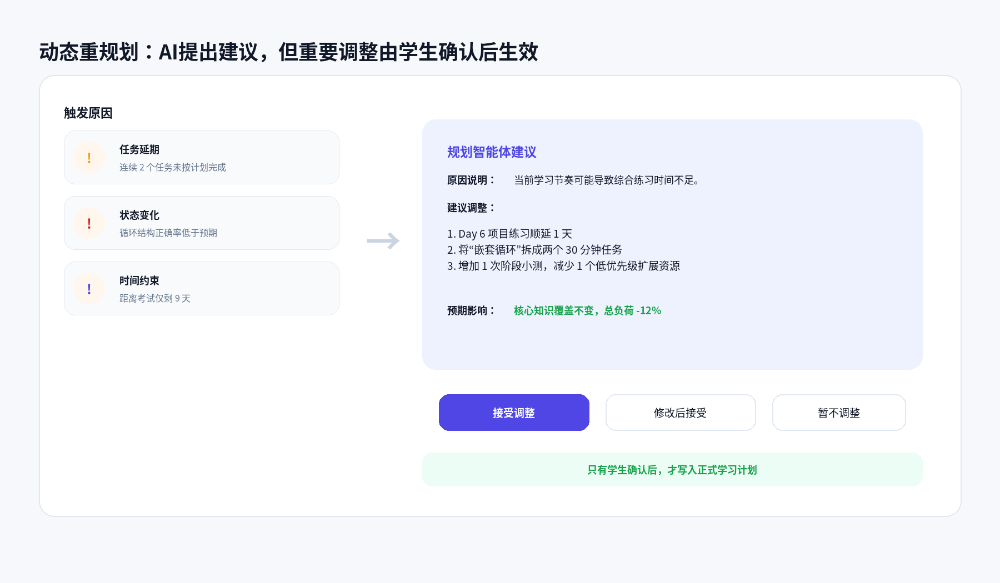 动态重规划：AI提出建议，但重要调整由学生确认后生效
触发原因
!
任务延期
连续 2 个任务未按计划完成
!
状态变化
循环结构正确率低于预期
!
时间约束
距离考试仅剩 9 天
→
规划智能体建议
原因说明： 当前学习节奏可能导致综合练习时间不足。
建议调整：
1. Day 6 项目练习顺延 1 天
2. 将“嵌套循环”拆成两个 30 分钟任务
3. 增加 1 次阶段小测，减少 1 个低优先级扩展资源
预期影响： 核心知识覆盖不变，总负荷 -12%
接受调整
修改后接受
暂不调整
只有学生确认后，才写入正式学习计划